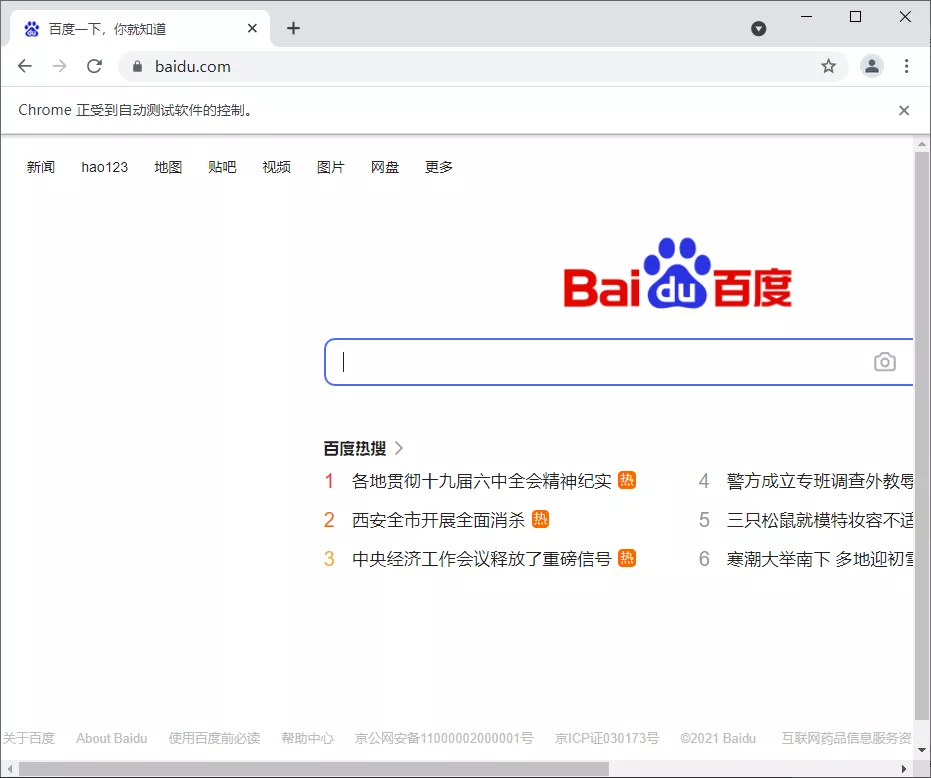 百度一下，你就知道
baidu.com
Chrome 正受到自动测试软件的控制。
新闻 hao123 地图 贴吧 视频 图片 网盘 更多
Bai du 百度
百度热搜
1 各地贯彻十九届六中全会精神纪实 热 4 警方成立专班调查外教辱
2 西安全市开展全面消杀 热 5 三只松鼠就模特妆容不适
3 中央经济工作会议释放了重磅信号 热 6 寒潮大举南下 多地迎初雪
关于百度 About Baidu 使用百度前必读 帮助中心 京公网安备11000002000001号 京ICP证030173号 ©2021 Baidu 互联网药品信息服务资